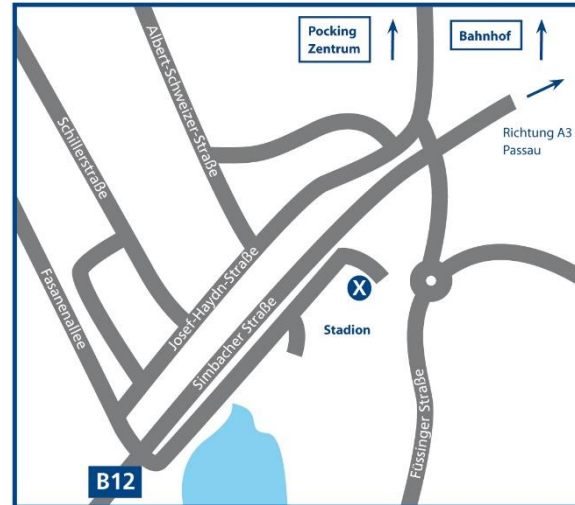 Pocking
Zentrum
Bahnhof
Richtung A3
Passau
Albert-Schweizer-Straße
Schillerstraße
Fasanenallee
Josef-Haydn-Straße
Simbacher Straße
X
Stadion
Füssinger Straße
B12